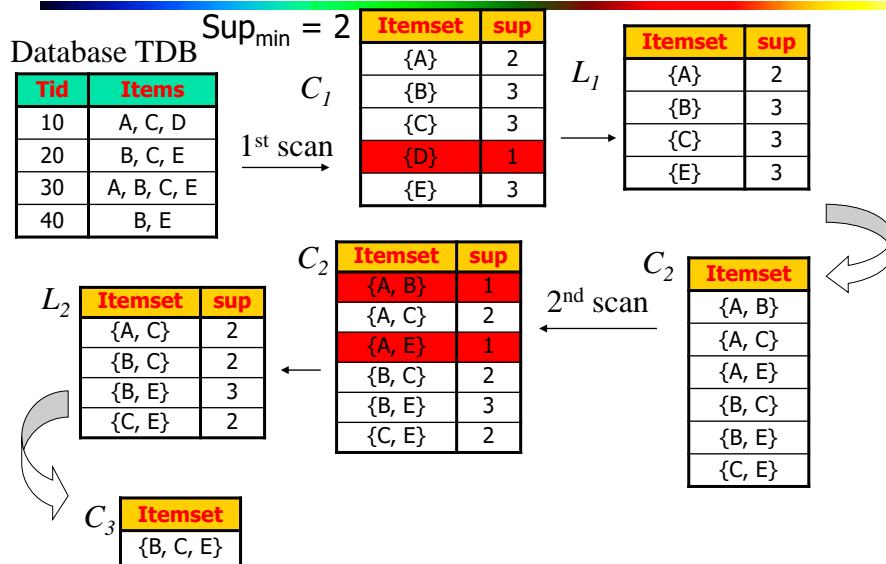 Sup_min = 2
Database TDB
Tid Items
10 A, C, D
20 B, C, E
30 A, B, C, E
40 B, E
1st scan
C1
Itemset sup
{A} 2
{B} 3
{C} 3
{D} 1
{E} 3
L1
Itemset sup
{A} 2
{B} 3
{C} 3
{E} 3
C2
Itemset
{A, B}
{A, C}
{A, E}
{B, C}
{B, E}
{C, E}
2nd scan
C2
Itemset sup
{A, B} 1
{A, C} 2
{A, E} 1
{B, C} 2
{B, E} 3
{C, E} 2
L2
Itemset sup
{A, C} 2
{B, C} 2
{B, E} 3
{C, E} 2
C3
Itemset
{B, C, E}